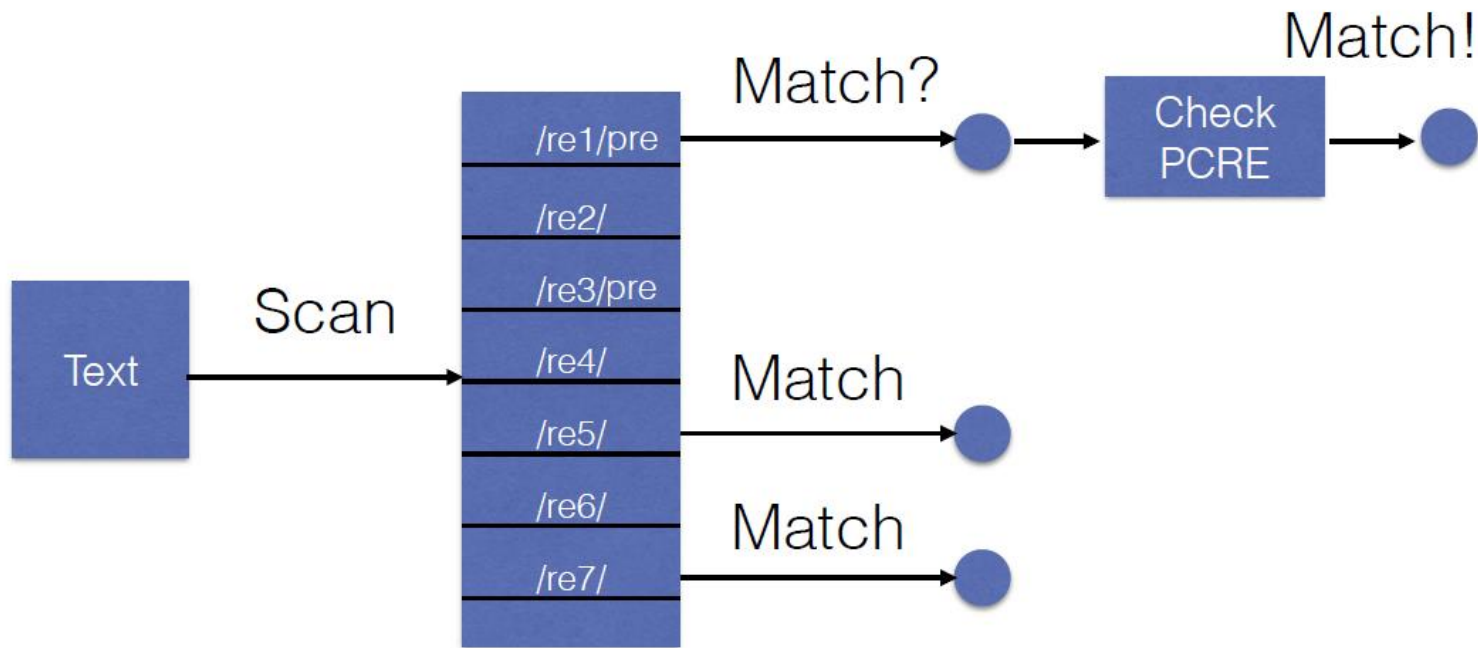 Match!
Match?
Check
PCRE
/re1/pre
/re2/
/re3/pre
Scan
Text
/re4/
Match
/re5/
/re6/
Match
/re7/